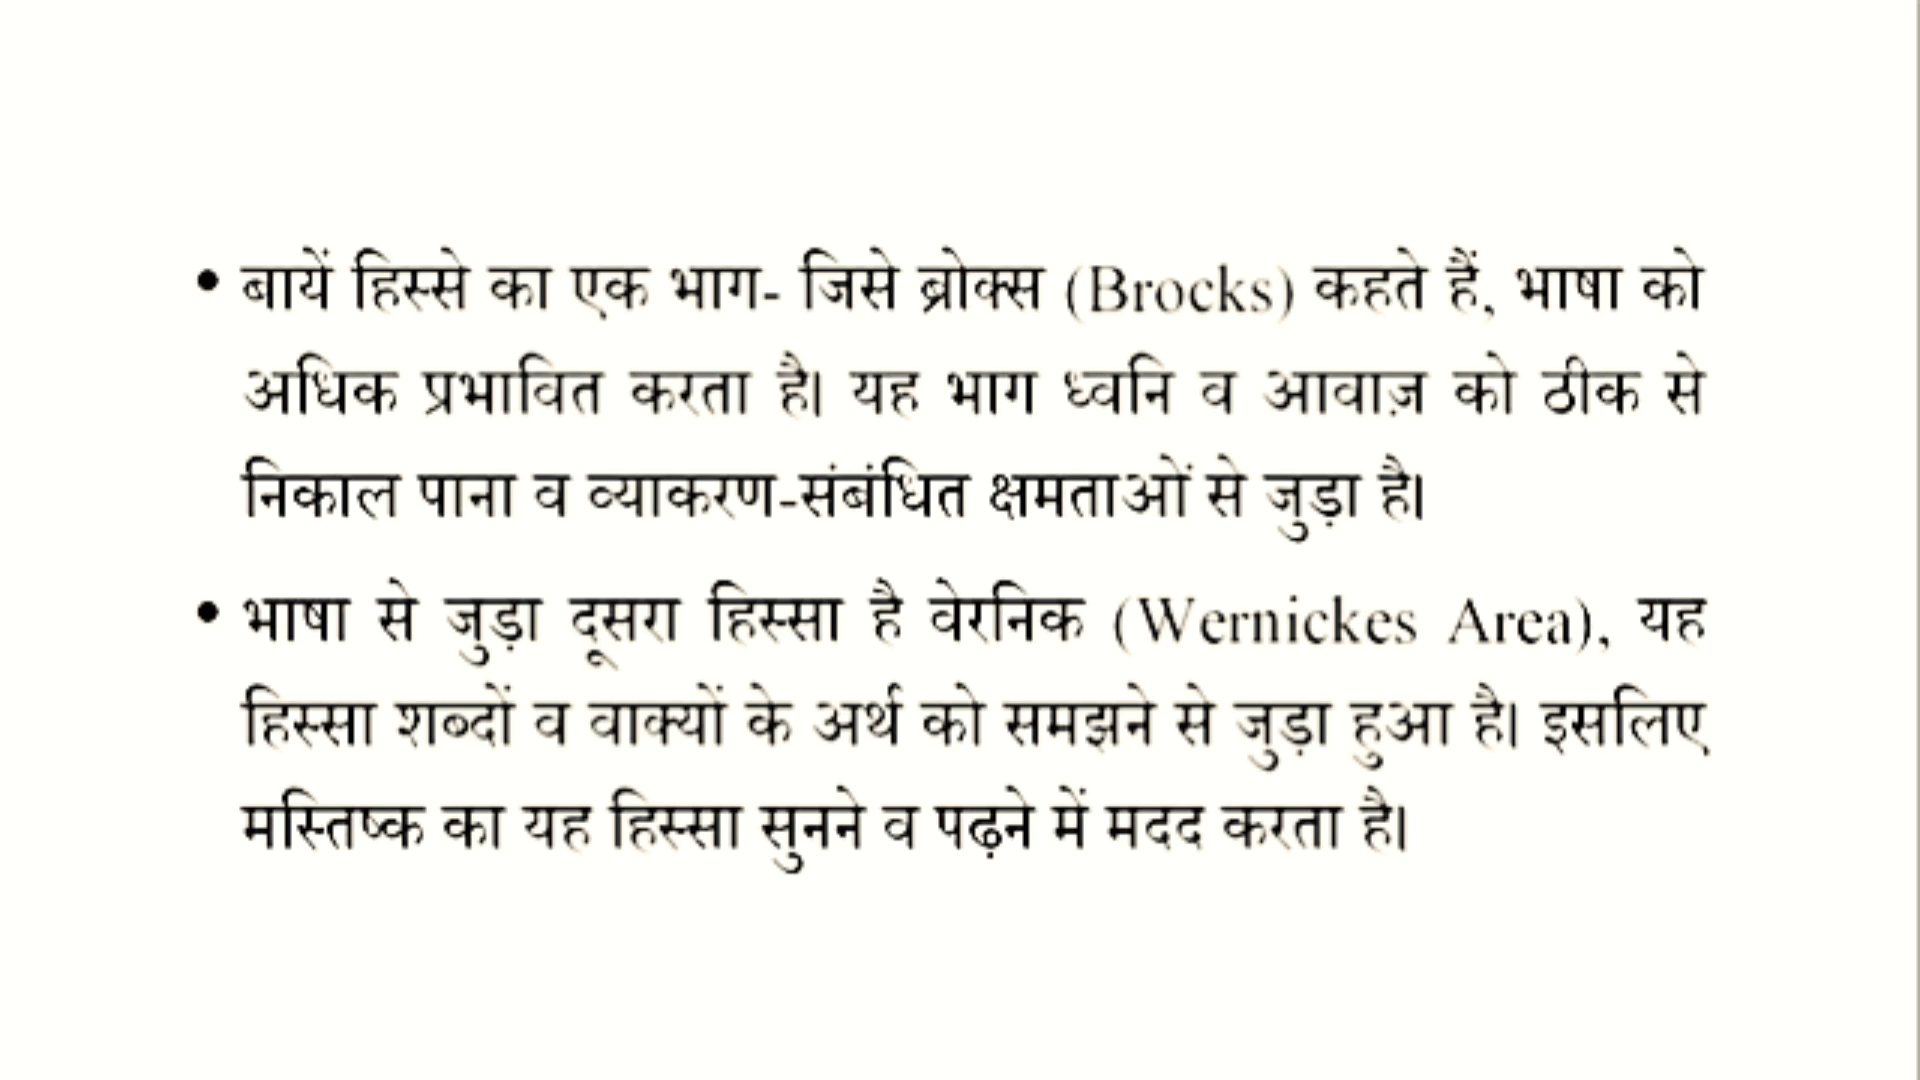 • बायें हिस्से का एक भाग- जिसे ब्रोक्स (Brocks) कहते हैं, भाषा को
अधिक प्रभावित करता है। यह भाग ध्वनि व आवाज़ को ठीक से
निकाल पाना व व्याकरण-संबंधित क्षमताओं से जुड़ा है।
• भाषा से जुड़ा दूसरा हिस्सा है वेरनिक (Wernickes Area), यह
हिस्सा शब्दों व वाक्यों के अर्थ को समझने से जुड़ा हुआ है। इसलिए
मस्तिष्क का यह हिस्सा सुनने व पढ़ने में मदद करता है।